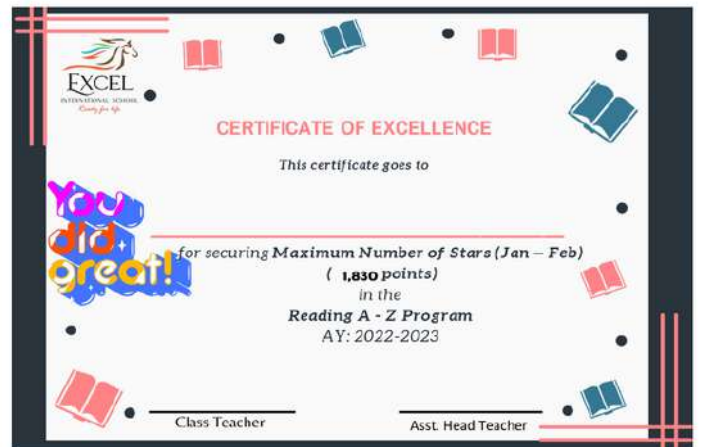 EXCEL
INTERNATIONAL SCHOOL
Ready for life
CERTIFICATE OF EXCELLENCE
This certificate goes to
You
did
great!
for securing Maximum Number of Stars (Jan – Feb)
( 1,830 points)
in the
Reading A - Z Program
AY: 2022-2023
Class Teacher
Asst. Head Teacher